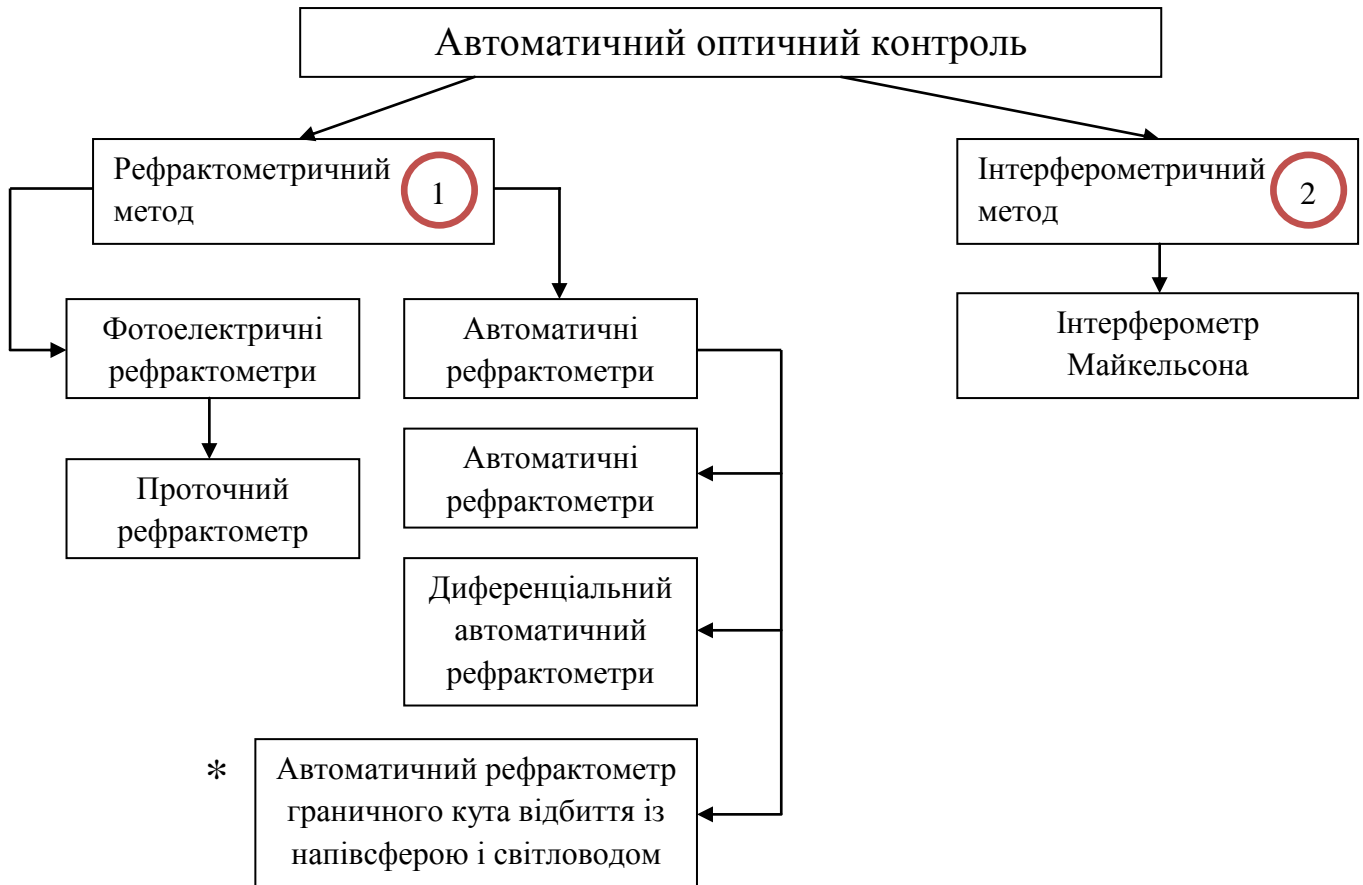 Автоматичний оптичний контроль
Рефрактометричний
метод
1
Інтерферометричний
метод
2
Фотоелектричні
рефрактометри
Автоматичні
рефрактометри
Інтерферометр
Майкельсона
Проточний
рефрактометр
Автоматичні
рефрактометри
Диференціальний
автоматичний
рефрактометри
*
Автоматичний рефрактометр
граничного кута відбиття із
напівсферою і світловодом